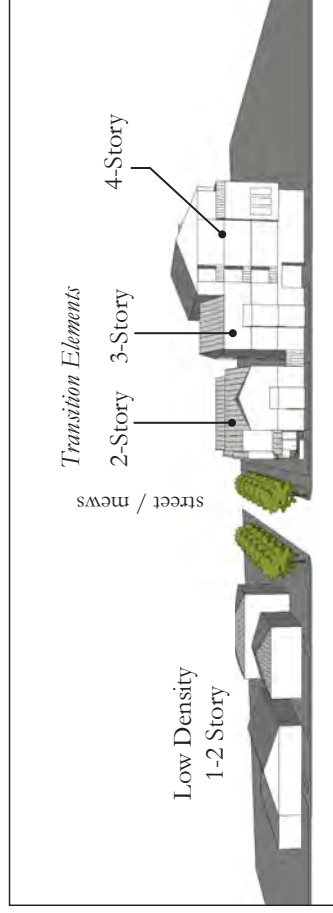 Transition Elements
4-Story
3-Story
2-Story
street / mews
Low Density
1-2 Story